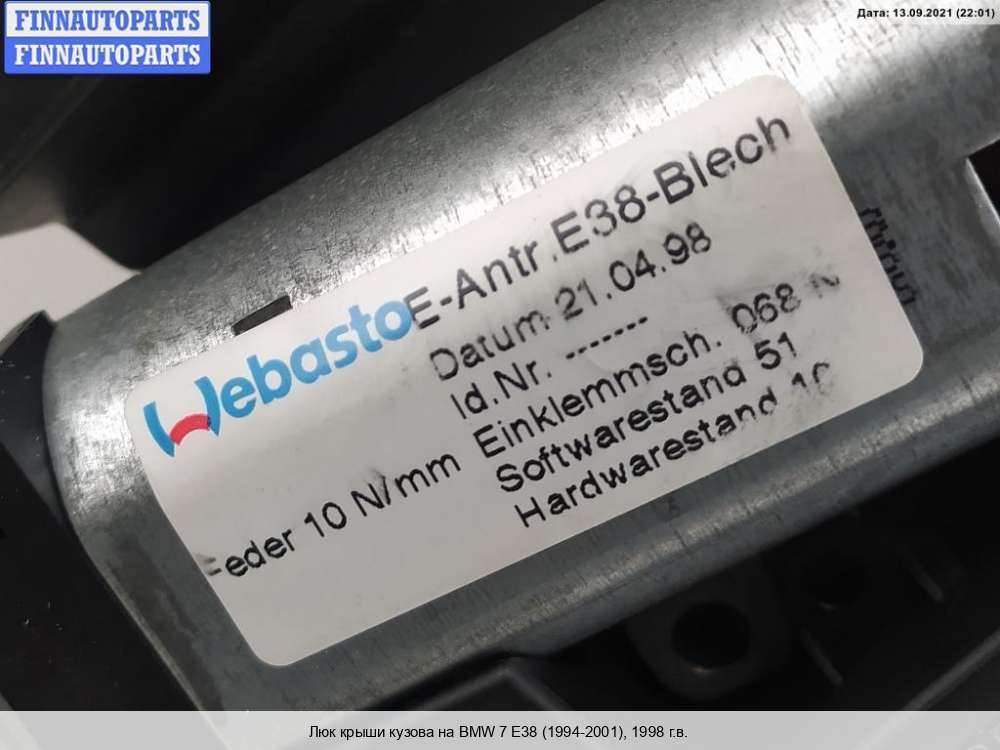 FINNAUTOPARTS
FINNAUTOPARTS
Дата: 13.09.2021 (22:01)
Webasto E-Antr.E38-Blech
Datum 21.04.98
Id.Nr. -------
Einklemmsch. 068 N
Feder 10 N/mm Softwarestand 51
Hardwarestand
Люк крыши кузова на BMW 7 E38 (1994-2001), 1998 г.в.